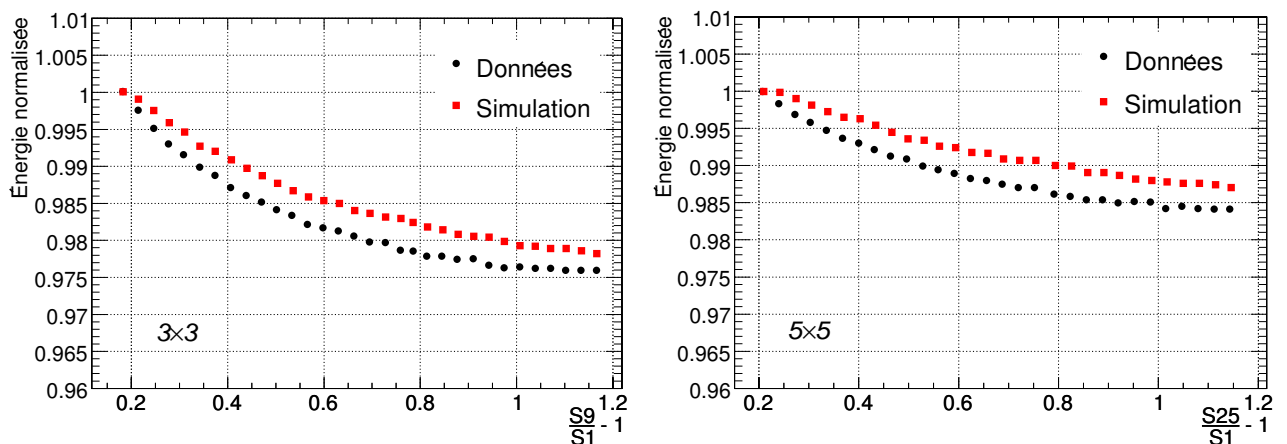 Énergie normalisée
1.01
1.005
1
0.995
0.99
0.985
0.98
0.975
0.97
0.965
0.96
Données
Simulation
3×3
0.2 0.4 0.6 0.8 1 1.2
S9
S1 - 1
Énergie normalisée
1.01
1.005
1
0.995
0.99
0.985
0.98
0.975
0.97
0.965
0.96
Données
Simulation
5×5
0.2 0.4 0.6 0.8 1 1.2
S25
S1 - 1